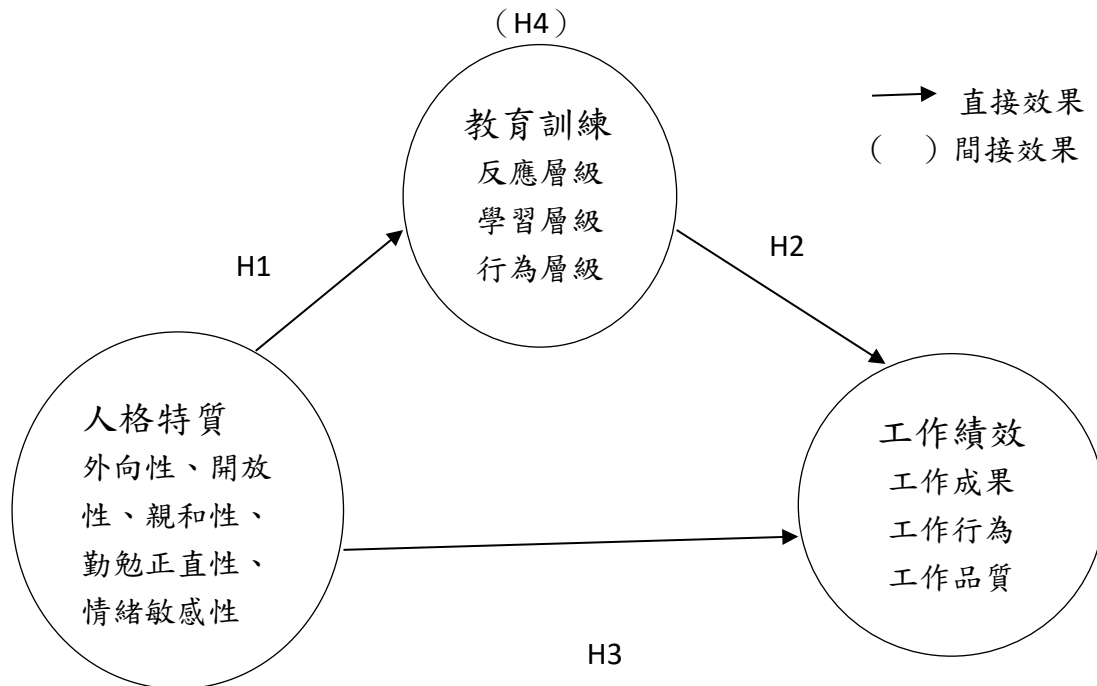 （H4）
教育訓練
反應層級
學習層級
行為層級
直接效果
（ ）間接效果
H1
H2
人格特質
外向性、開放
性、親和性、
勤勉正直性、
情緒敏感性
工作績效
工作成果
工作行為
工作品質
H3